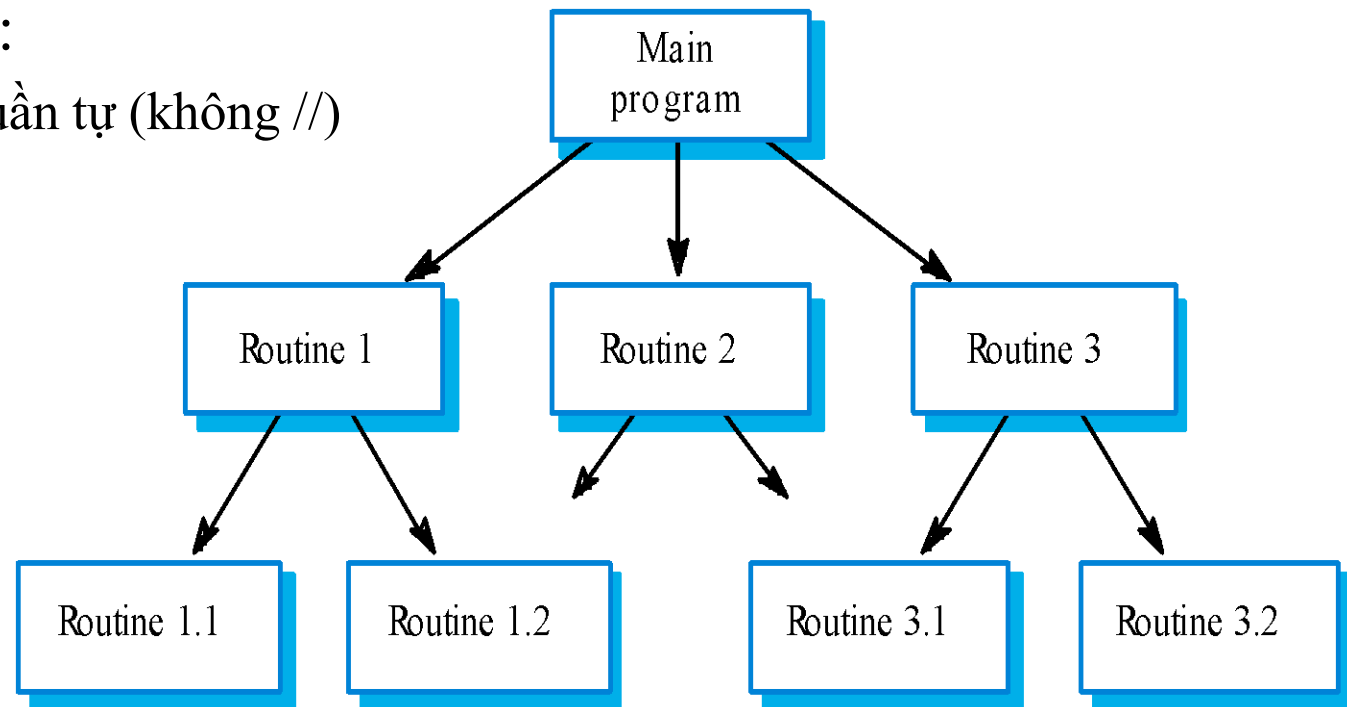 :
uần tự (không //)
Main
program
Routine 1
Routine 2
Routine 3
Routine 1.1
Routine 1.2
Routine 3.1
Routine 3.2